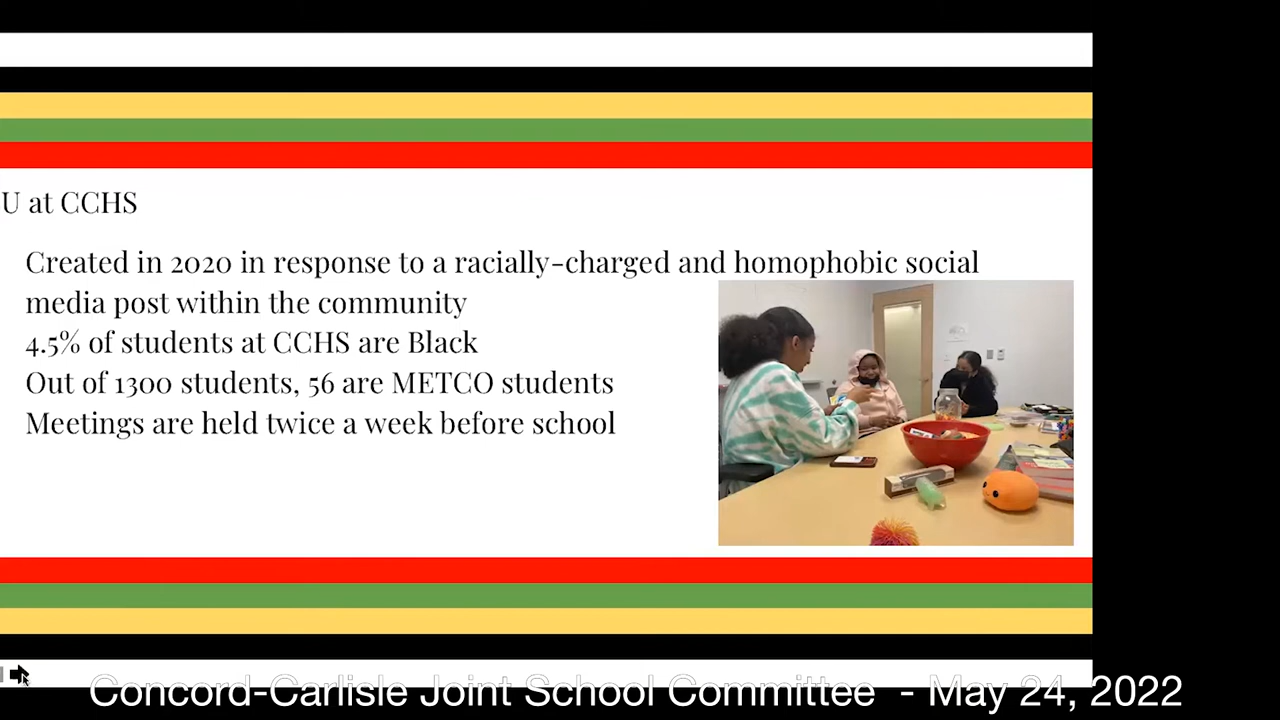 U at CCHS
Created in 2020 in response to a racially-charged and homophobic social
media post within the community
4.5% of students at CCHS are Black
Out of 1300 students, 56 are METCO students
Meetings are held twice a week before school
Concord-Carlisle Joint School Committee - May 24, 2022